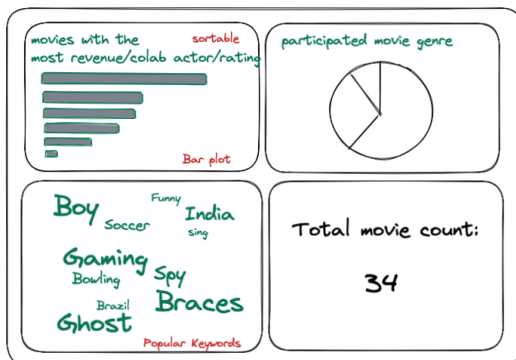 movies with the
sortable
most revenue/colab actor/rating
Bar plot
participated movie genre
Boy
Funny
India
Soccer
Sing
Gaming
Bowling
Spy
Brazil
Braces
Ghost
Popular Keywords
Total movie count:
34